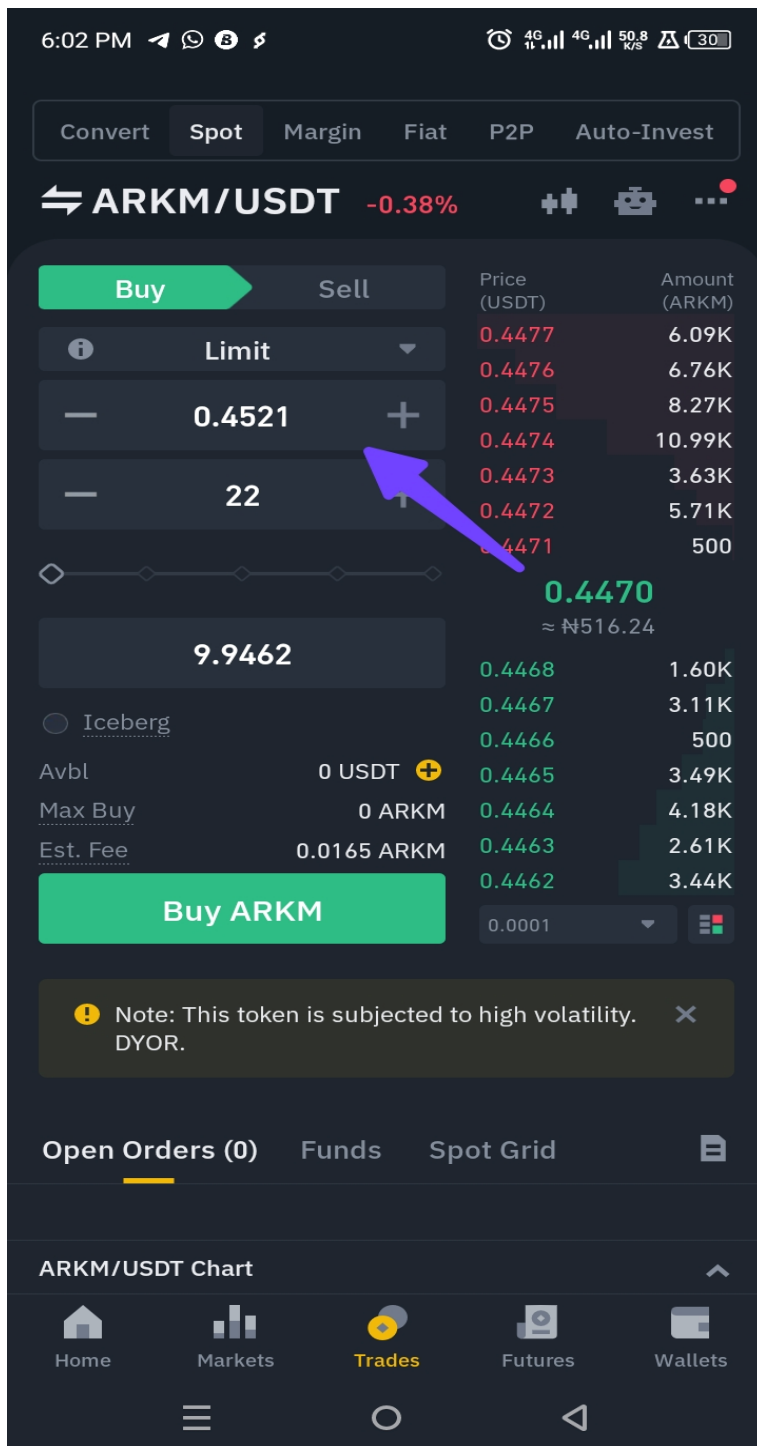 6:02 PM
4G 4G 50.8 K/S 30
Convert Spot Margin Fiat P2P Auto-Invest
ARKM/USDT -0.38%
Buy Sell
Limit
0.4521
22
9.9462
Iceberg
Avbl 0 USDT
Max Buy 0 ARKM
Est. Fee 0.0165 ARKM
Buy ARKM
Price Amount
(USDT) (ARKM)
0.4477 6.09K
0.4476 6.76K
0.4475 8.27K
0.4474 10.99K
0.4473 3.63K
0.4472 5.71K
0.4471 500
0.4470
≈ ₦516.24
0.4468 1.60K
0.4467 3.11K
0.4466 500
0.4465 3.49K
0.4464 4.18K
0.4463 2.61K
0.4462 3.44K
0.0001
Note: This token is subjected to high volatility.
DYOR.
Open Orders (0) Funds Spot Grid
ARKM/USDT Chart
Home Markets Trades Futures Wallets